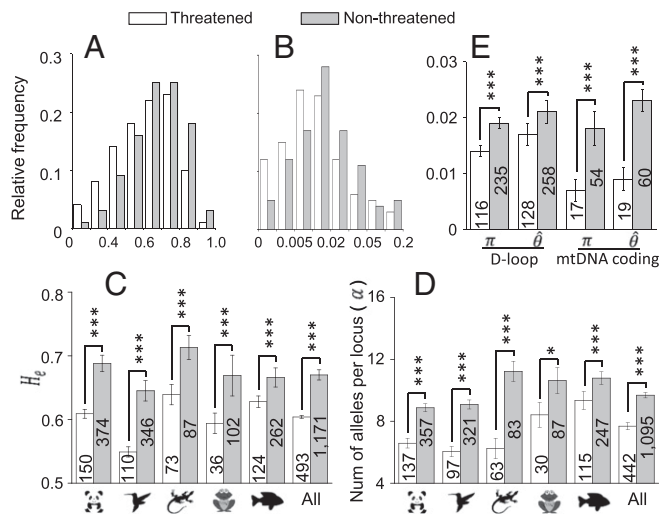 Threatened Non-threatened
A B E
Relative frequency
0.3
0.2
0.1
0
0 0.2 0.4 0.6 0.8 1.0
0 0.005 0.02 0.05 0.2
0.03
0.02
0.01
0.00
*** *** *** ***
116 235 128 258 17 54 19 60
π θ̂ π θ̂
D-loop mtDNA coding
C D
Hₑ
0.8
0.7
0.6
0.5
*** *** *** *** *** ***
150 374 110 346 73 87 36 102 124 262 493 1,171
All
Num of alleles per locus (α)
16
12
8
4
*** *** *** * *** ***
137 357 97 321 63 83 30 87 115 247 442 1,095
All